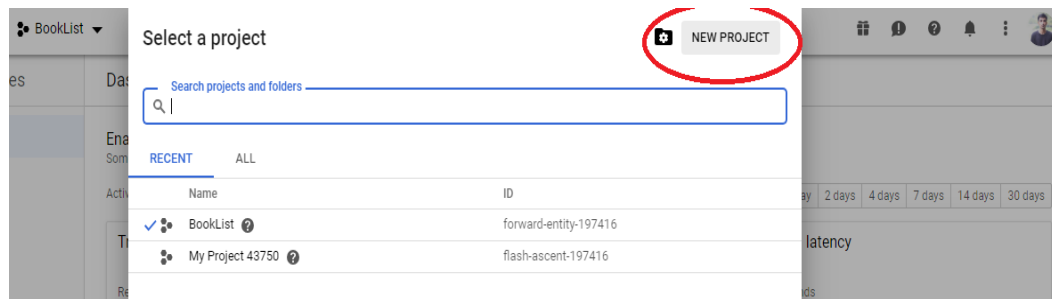 BookList
Select a project
NEW PROJECT
es
Das
Search projects and folders
Ena
Som
RECENT ALL
Activ
Name ID
ay 2 days 4 days 7 days 14 days 30 days
BookList forward-entity-197416
Tr
latency
My Project 43750 flash-ascent-197416
Re
ods